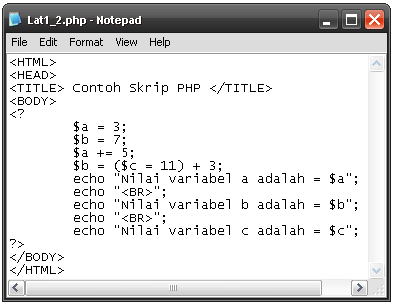 Lat1_2.php - Notepad
File Edit Format View Help
<HTML>
<HEAD>
<TITLE> Contoh Skrip PHP </TITLE>
<BODY>
<?
        $a = 3;
        $b = 7;
        $a += 5;
        $b = ($c = 11) + 3;
        echo "Nilai variabel a adalah = $a";
        echo "<BR>";
        echo "Nilai variabel b adalah = $b";
        echo "<BR>";
        echo "Nilai variabel c adalah = $c";
?>
</BODY>
</HTML>